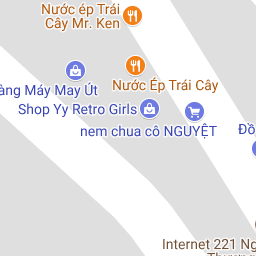 Nước ép Trái
Cây Mr. Ken
Nước Ép Trái Cây
àng Máy May Út
Shop Yy Retro Girls
nem chua cô NGUYỆT
Đồ
Internet 221 Ng